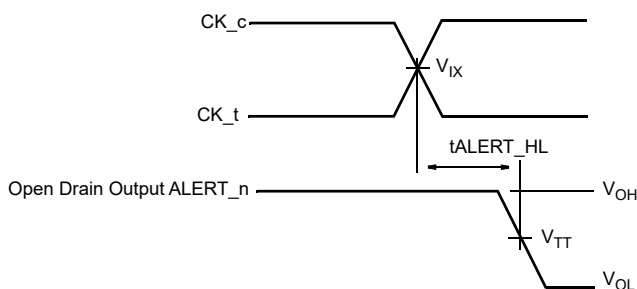 CK_c
V_IX
CK_t
tALERT_HL
Open Drain Output ALERT_n
V_OH
V_TT
V_OL